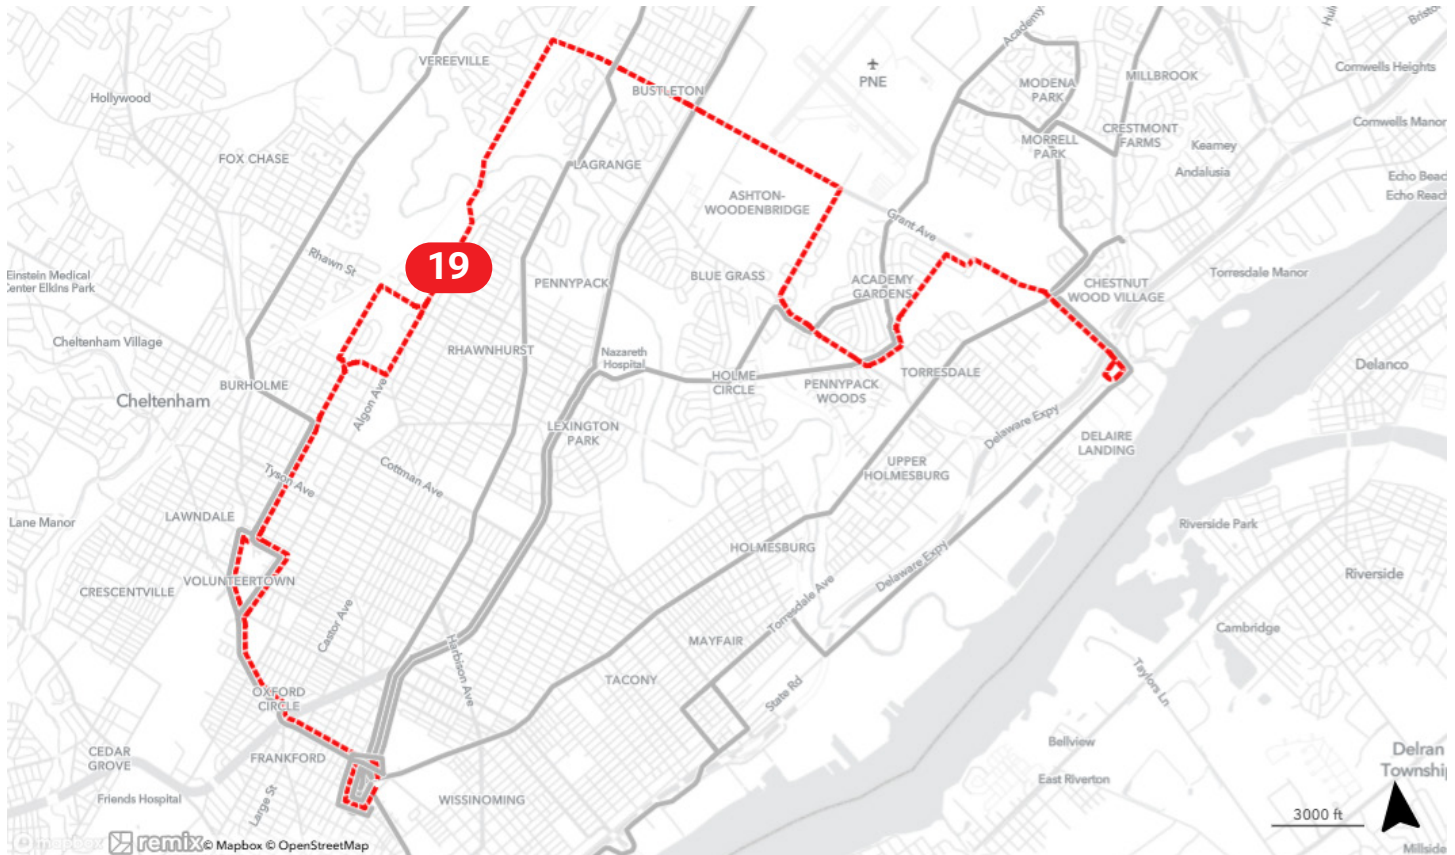 Academy
Bristo
VEREEVILLE
PNE
MODENA
PARK
MILLBROOK
Cornwells Heights
Hollywood
BUSTLETON
Cornwells Manor
CRESTMONT
FARMS
MORRELL
PARK
Kearney
FOX CHASE
LAGRANGE
Andalusia
Echo Beach
Echo Reach
ASHTON-
WOODENBRIDGE
Grant Ave
Rhawn St
19
Einstein Medical
Center Elkins Park
PENNYPACK
BLUE GRASS
ACADEMY
GARDENS
CHESTNUT
WOOD VILLAGE
Torresdale Manor
Cheltenham Village
RHAWNHURST
Nazareth
Hospital
HOLME
CIRCLE
PENNYPACK
WOODS
TORRESDALE
Delanco
BURHOLME
Cheltenham
Algon Ave
LEXINGTON
PARK
Delaware Expy
DELAIRE
LANDING
Cottman Ave
Tyson Ave
UPPER
HOLMESBURG
LAWNDALE
Lane Manor
Riverside Park
HOLMESBURG
Delaware Expy
VOLUNTEERTOWN
CRESCENTVILLE
Riverside
Castor Ave
Torresdale Ave
Harbison Ave
MAYFAIR
Cambridge
TACONY
State Rd
Taylors Ln
OXFORD
CIRCLE
CEDAR
GROVE
FRANKFORD
Bellview
Delran
Township
East Riverton
Friends Hospital
Large St
WISSINOMING
3000 ft
mapbox
remix
© Mapbox © OpenStreetMap
Millside